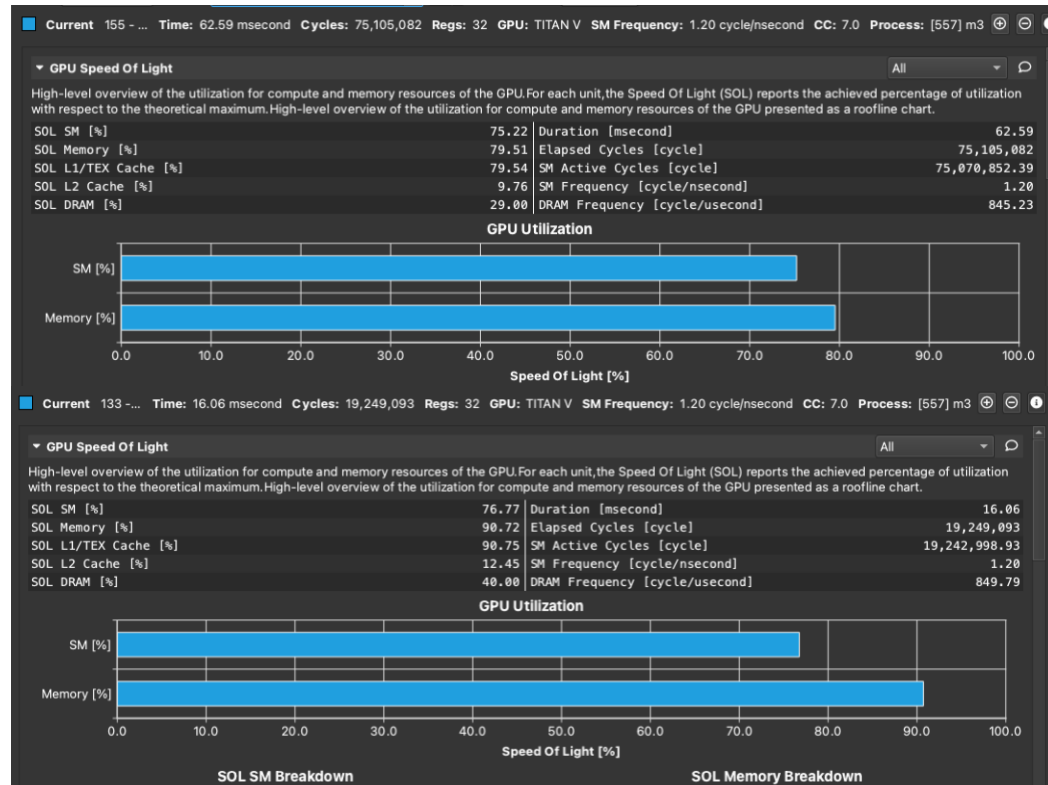 Current 155 - ... Time: 62.59 msecond Cycles: 75,105,082 Regs: 32 GPU: TITAN V SM Frequency: 1.20 cycle/nsecond CC: 7.0 Process: [557] m3
GPU Speed Of Light All
High-level overview of the utilization for compute and memory resources of the GPU.For each unit,the Speed Of Light (SOL) reports the achieved percentage of utilization
with respect to the theoretical maximum.High-level overview of the utilization for compute and memory resources of the GPU presented as a roofline chart.
SOL SM [%] 75.22 Duration [msecond] 62.59
SOL Memory [%] 79.51 Elapsed Cycles [cycle] 75,105,082
SOL L1/TEX Cache [%] 79.54 SM Active Cycles [cycle] 75,070,852.39
SOL L2 Cache [%] 9.76 SM Frequency [cycle/nsecond] 1.20
SOL DRAM [%] 29.00 DRAM Frequency [cycle/usecond] 845.23
GPU Utilization
SM [%]
Memory [%]
0.0 10.0 20.0 30.0 40.0 50.0 60.0 70.0 80.0 90.0 100.0
Speed Of Light [%]
Current 133 -... Time: 16.06 msecond Cycles: 19,249,093 Regs: 32 GPU: TITAN V SM Frequency: 1.20 cycle/nsecond CC: 7.0 Process: [557] m3
GPU Speed Of Light All
High-level overview of the utilization for compute and memory resources of the GPU.For each unit,the Speed Of Light (SOL) reports the achieved percentage of utilization
with respect to the theoretical maximum.High-level overview of the utilization for compute and memory resources of the GPU presented as a roofline chart.
SOL SM [%] 76.77 Duration [msecond] 16.06
SOL Memory [%] 90.72 Elapsed Cycles [cycle] 19,249,093
SOL L1/TEX Cache [%] 90.75 SM Active Cycles [cycle] 19,242,998.93
SOL L2 Cache [%] 12.45 SM Frequency [cycle/nsecond] 1.20
SOL DRAM [%] 40.00 DRAM Frequency [cycle/usecond] 849.79
GPU Utilization
SM [%]
Memory [%]
0.0 10.0 20.0 30.0 40.0 50.0 60.0 70.0 80.0 90.0 100.0
Speed Of Light [%]
SOL SM Breakdown SOL Memory Breakdown